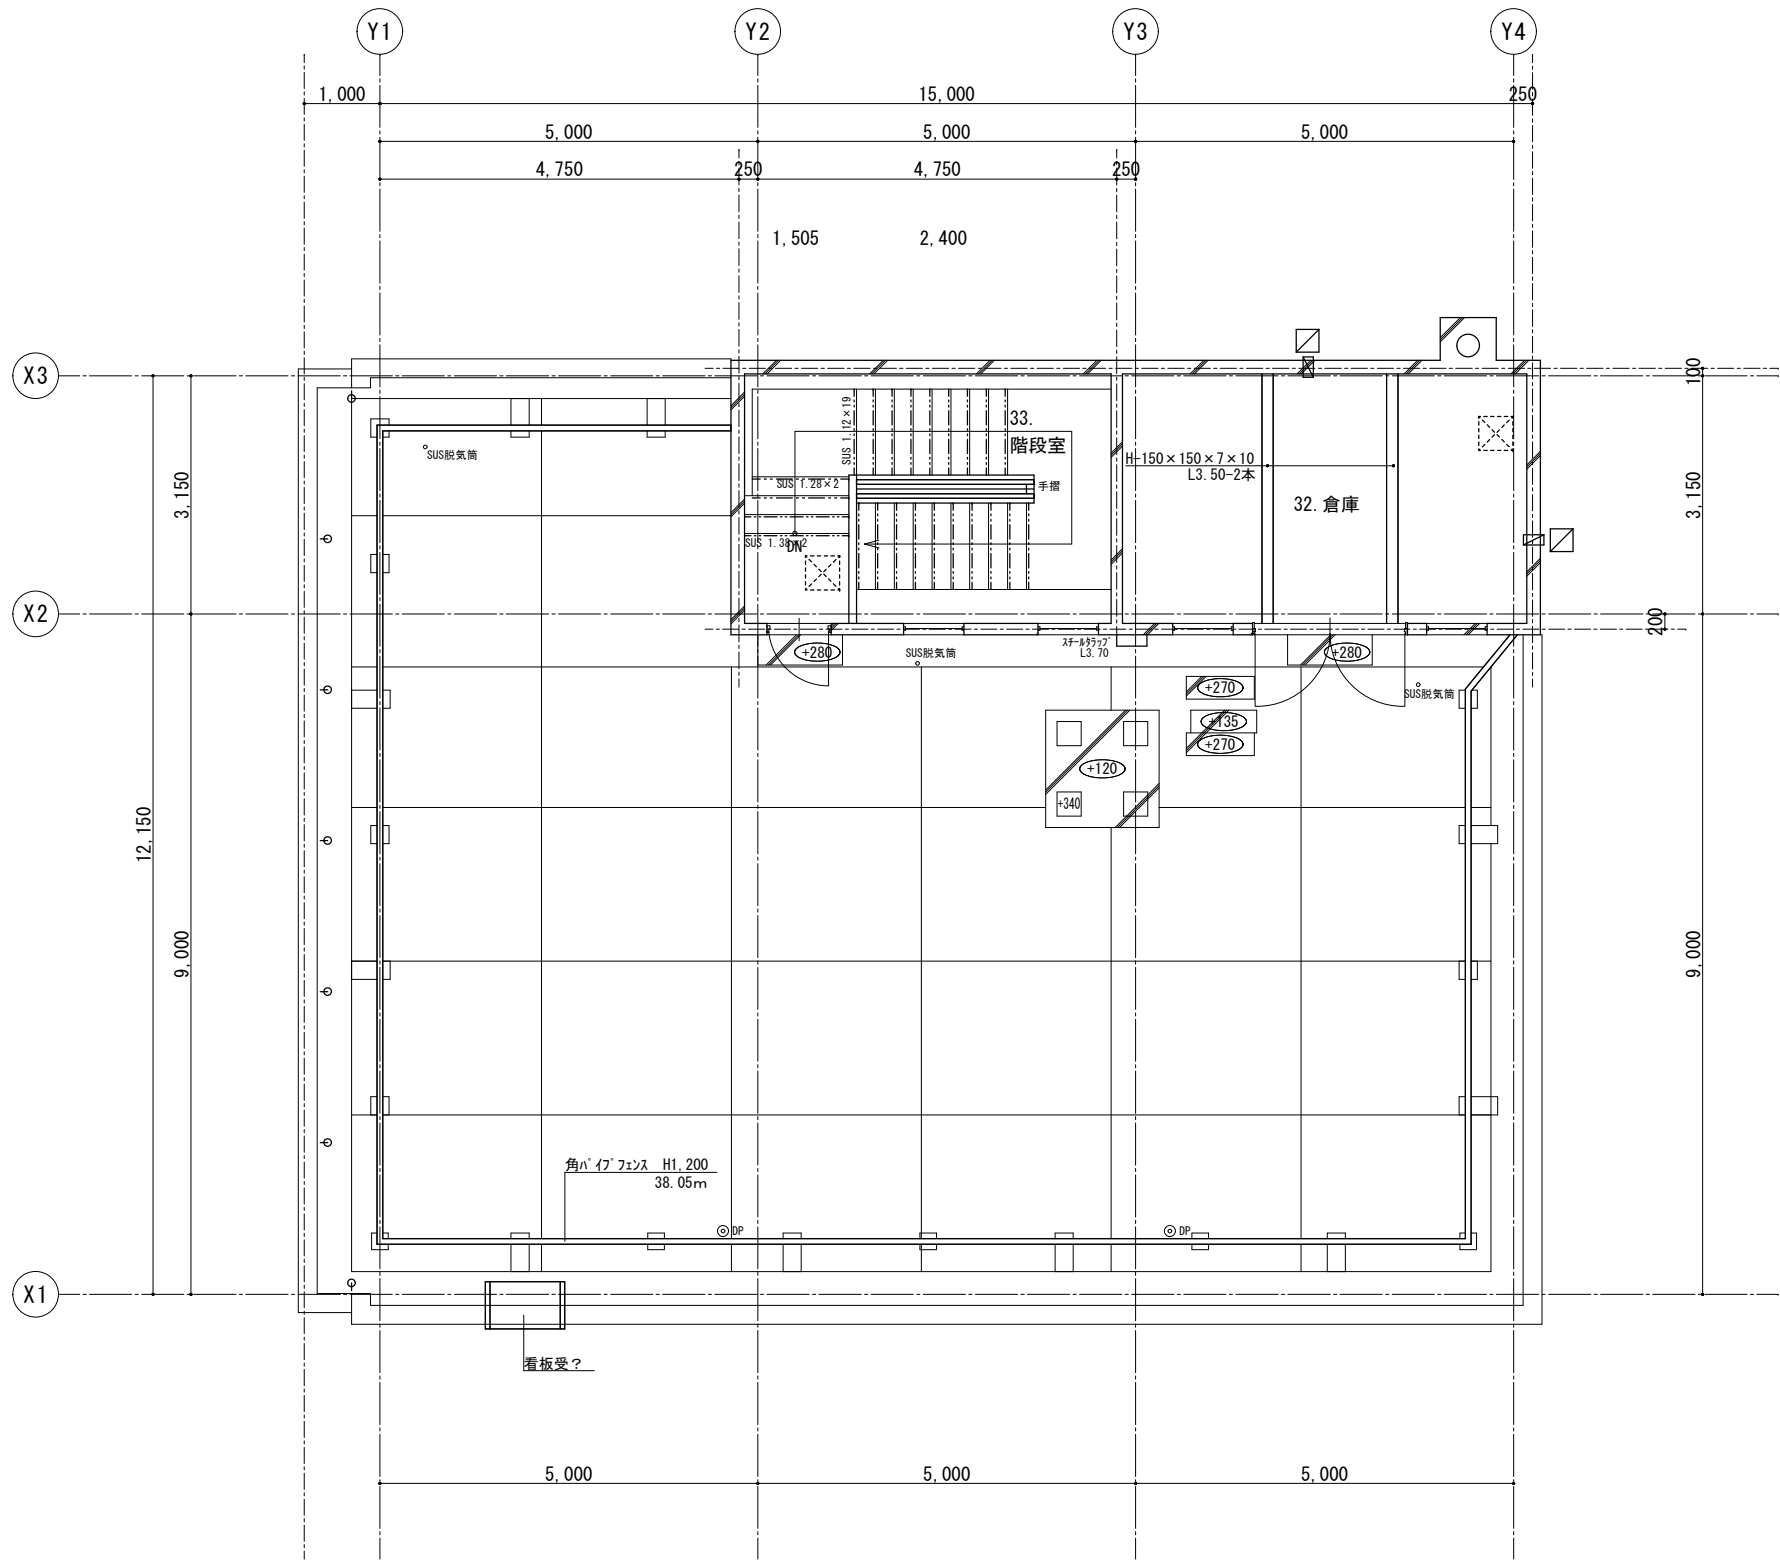 Y1
Y2
Y3
Y4
1,000
15,000
250
5,000
5,000
5,000
4,750
250
4,750
250
1,505
2,400
X3
100
SUS 1.12×19
33.
階段室
SUS脱気筒
H-150×150×7×10
L3.50-2本
SUS 1.28×2
手摺
32.倉庫
3,150
3,150
SUS 1.38×2
DN
X2
200
+280
SUS脱気筒
スチールタラップ
L3.70
+280
+270
SUS脱気筒
+135
+270
+120
+340
12,150
9,000
9,000
角パイプフェンス H1,200
38.05m
DP
DP
X1
看板受?
5,000
5,000
5,000